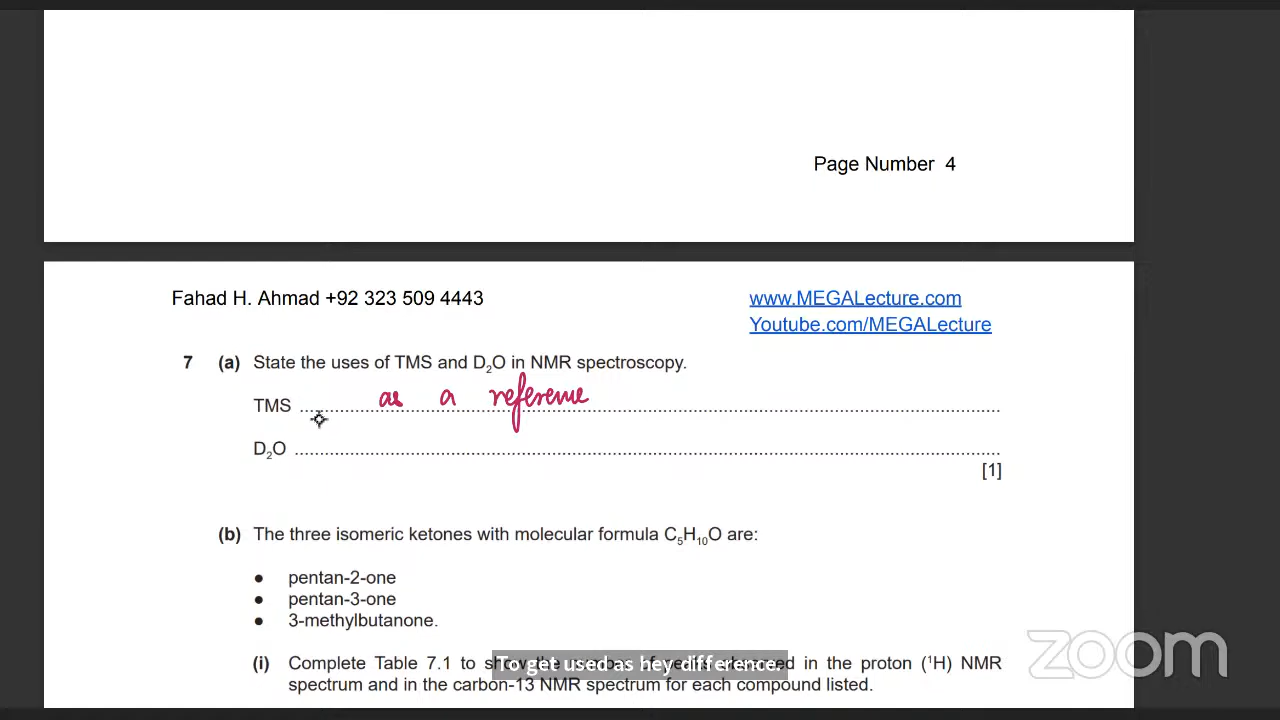 Page Number 4
Fahad H. Ahmad +92 323 509 4443 www.MEGALecture.com
Youtube.com/MEGALecture
7 (a) State the uses of TMS and D₂O in NMR spectroscopy.
TMS as a reference
D₂O
[1]
(b) The three isomeric ketones with molecular formula C₅H₁₀O are:
● pentan-2-one
● pentan-3-one
● 3-methylbutanone.
(i) Complete Table 7.1 to show the in the proton (¹H) NMR
To get used as hey difference.
spectrum and in the carbon-13 NMR spectrum for each compound listed.
zoom